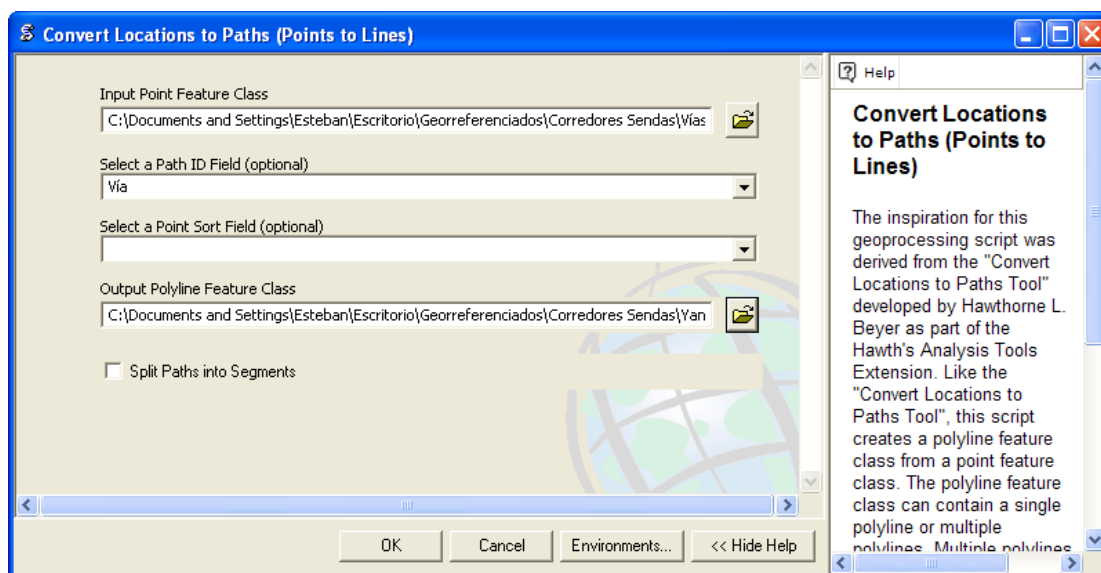 Convert Locations to Paths (Points to Lines)
Input Point Feature Class
C:\Documents and Settings\Esteban\Escritorio\Georreferenciados\Corredores Sendas\Vías
Select a Path ID Field (optional)
Vía
Select a Point Sort Field (optional)
Output Polyline Feature Class
C:\Documents and Settings\Esteban\Escritorio\Georreferenciados\Corredores Sendas\Yan
Split Paths into Segments
OK
Cancel
Environments...
<< Hide Help
Help
Convert Locations
to Paths (Points to
Lines)
The inspiration for this
geoprocessing script was
derived from the "Convert
Locations to Paths Tool"
developed by Hawthorne L.
Beyer as part of the
Hawth's Analysis Tools
Extension. Like the
"Convert Locations to
Paths Tool", this script
creates a polyline feature
class from a point feature
class. The polyline feature
class can contain a single
polyline or multiple
polylines. Multiple polylines